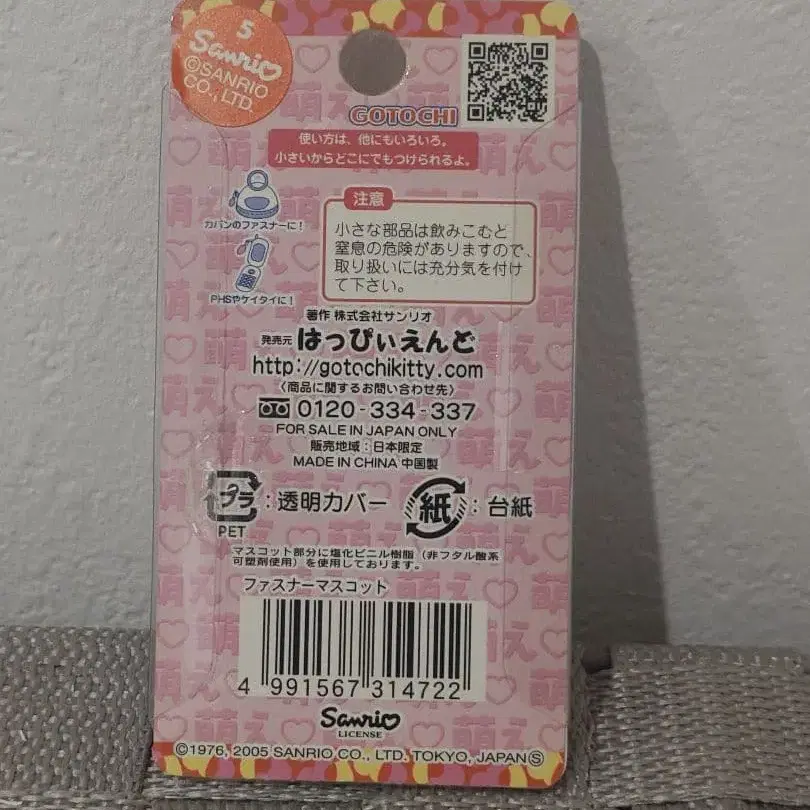 5
Sanrio
©SANRIO
CO., LTD.
GOTOCHI
使い方は、他にもいろいろ。
小さいからどこにでもつけられるよ。
カバンのファスナーに!
PHSやケイタイに!
注意
小さな部品は飲みこむと
窒息の危険がありますので、
取り扱いには充分気を付け
て下さい。
著作 株式会社サンリオ
発売元 はっぴぃえんど
http://gotochikitty.com
〈商品に関するお問い合わせ先〉
0120-334-337
FOR SALE IN JAPAN ONLY
販売地域：日本限定
MADE IN CHINA 中国製
プラ：透明カバー
PET
紙：台紙
マスコット部分に塩化ビニル樹脂（非フタル酸系
可塑剤使用）を使用しております。
ファスナーマスコット
4 991567 314722
Sanrio
LICENSE
©1976, 2005 SANRIO CO., LTD. TOKYO, JAPAN Ⓢ
萌え